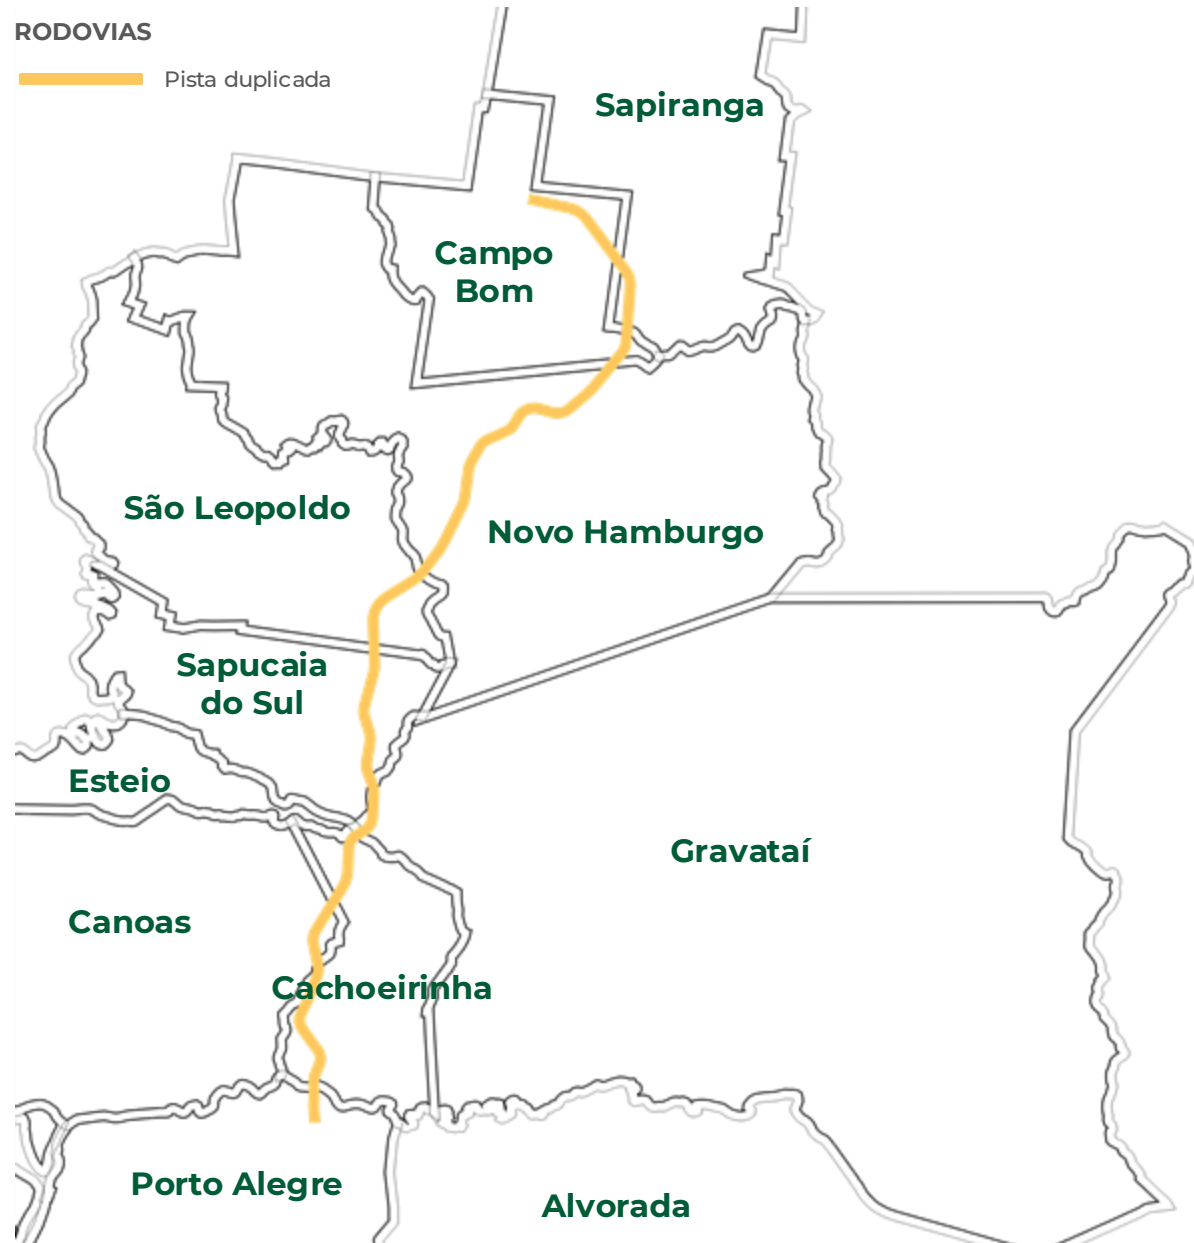 RODOVIAS
Pista duplicada
Sapiranga
Campo
Bom
São Leopoldo
Novo Hamburgo
Sapucaia
do Sul
Esteio
Gravataí
Canoas
Cachoeirinha
Porto Alegre
Alvorada